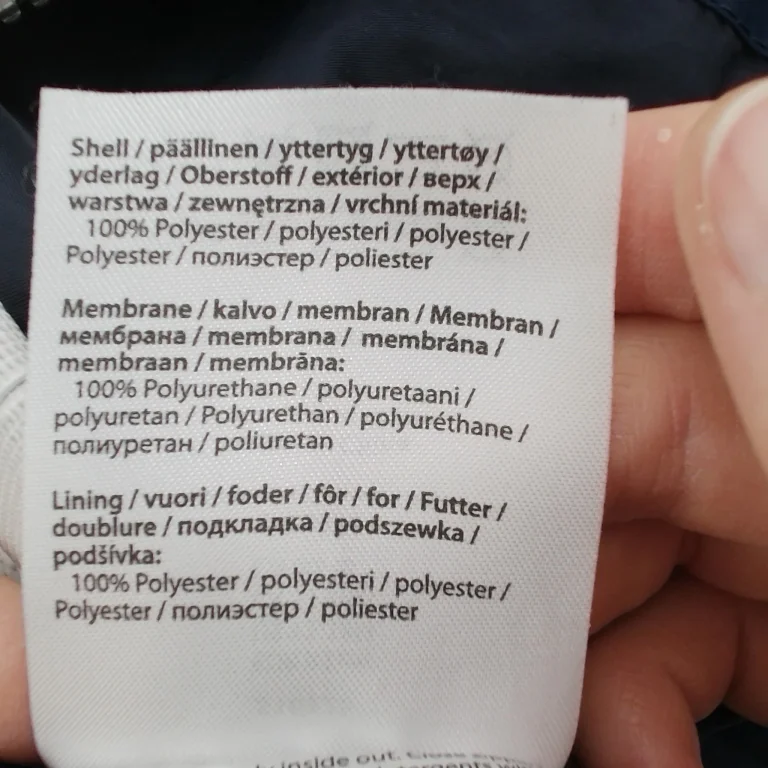 Shell / päällinen / yttertyg / yttertøy /
yderlag / Oberstoff / extérior / верх /
warstwa / zewnętrzna / vrchní materiál:
100% Polyester / polyesteri / polyester /
Polyester / полиэстер / poliester
Membrane / kalvo / membran / Membran /
мембрана / membrana / membrána /
membraan / membrāna:
100% Polyurethane / polyuretaani /
polyuretan / Polyurethan / polyuréthane /
полиуретан / poliuretan
Lining / vuori / foder / fôr / for / Futter /
doublure / подкладка / podszewka /
podšívka:
100% Polyester / polyesteri / polyester /
Polyester / полиэстер / poliester
inside out.